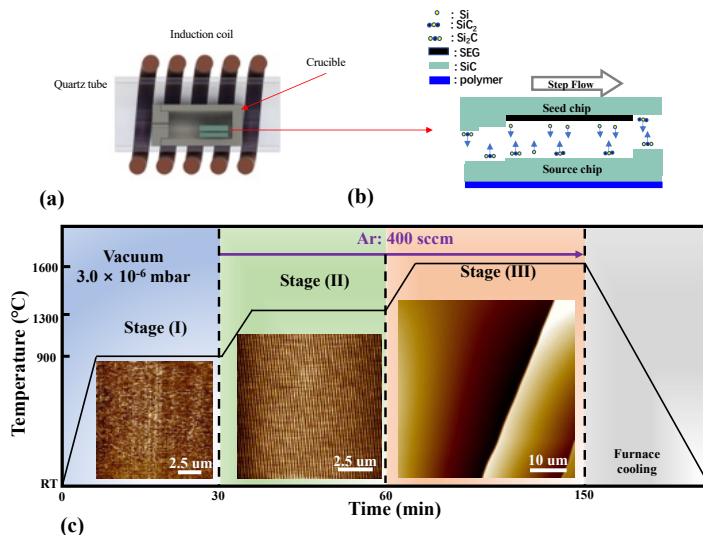 Induction coil
Quartz tube
Crucible
(a)
: Si
: SiC2
: Si2C
: SEG
: SiC
: polymer
Step Flow
Seed chip
Source chip
(b)
Ar: 400 sccm
Vacuum
3.0 × 10-6 mbar
Stage (I)
Stage (II)
Stage (III)
2.5 um
2.5 um
10 um
Furnace
cooling
Temperature (℃)
1600
1300
900
RT
0
30
60
150
Time (min)
(c)